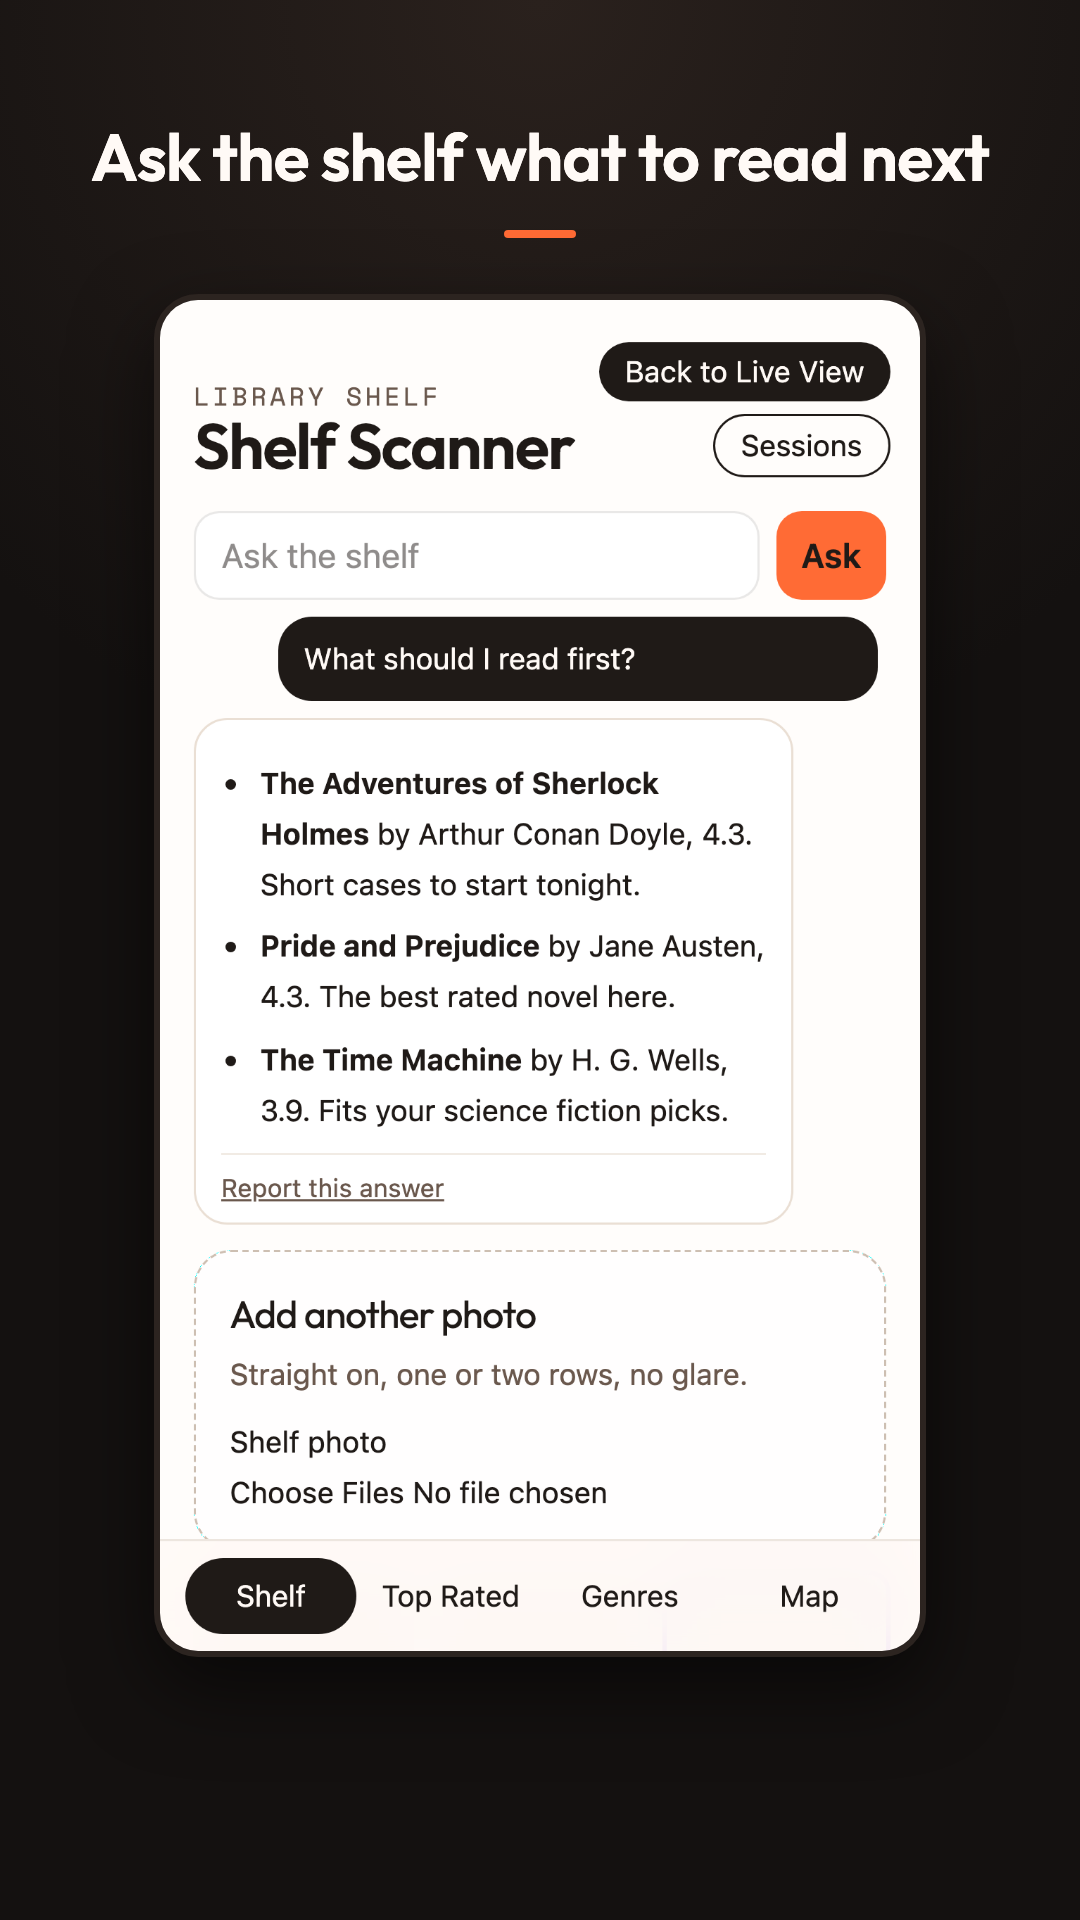 Ask the shelf what to read next
Back to Live View
LIBRARY SHELF
Shelf Scanner
Sessions
Ask the shelf
Ask
What should I read first?
• The Adventures of Sherlock
Holmes by Arthur Conan Doyle, 4.3.
Short cases to start tonight.
• Pride and Prejudice by Jane Austen,
4.3. The best rated novel here.
• The Time Machine by H. G. Wells,
3.9. Fits your science fiction picks.
Report this answer
Add another photo
Straight on, one or two rows, no glare.
Shelf photo
Choose Files No file chosen
Shelf
Top Rated
Genres
Map